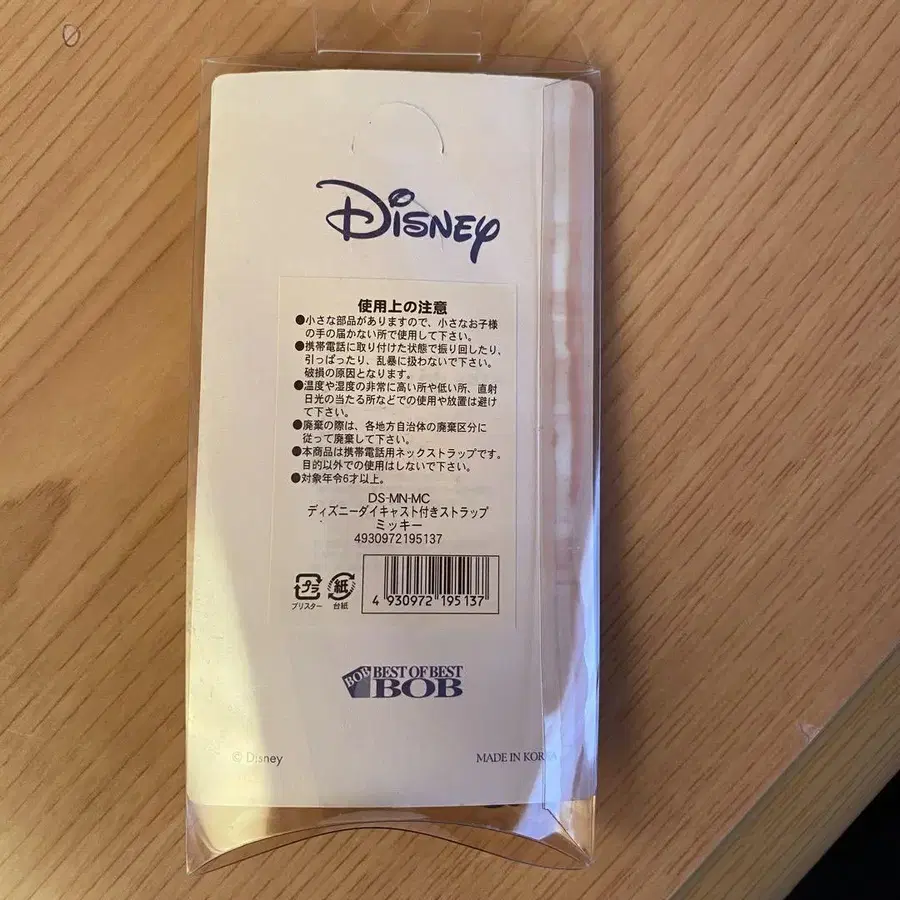 Disney
使用上の注意
●小さな部品がありますので、小さなお子様
の手の届かない所で使用して下さい。
●携帯電話に取り付けた状態で振り回したり、
引っぱったり、乱暴に扱わないで下さい。
破損の原因となります。
●温度や湿度の非常に高い所や低い所、直射
日光の当たる所などでの使用や放置は避け
て下さい。
●廃棄の際は、各地方自治体の廃棄区分に
従って廃棄して下さい。
●本商品は携帯電話用ネックストラップです。
目的以外での使用はしないで下さい。
●対象年令6才以上。
DS-MN-MC
ディズニーダイキャスト付きストラップ
ミッキー
4930972195137
プラ 紙
ブリスター 台紙
4 930972 195137
BOB BEST OF BEST
BOB
© Disney
MADE IN KOREA